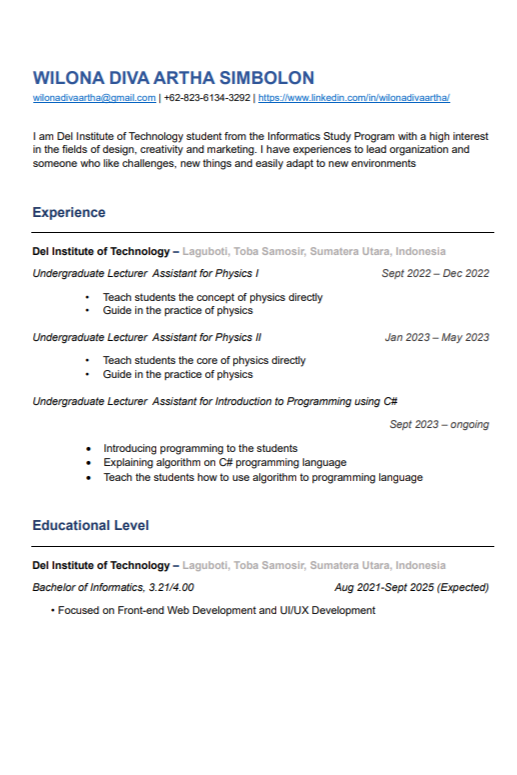 WILONA DIVA ARTHA SIMBOLON
wilonadivaartha@gmail.com | +62-823-6134-3292 | https://www.linkedin.com/in/wilonadivaartha/
I am Del Institute of Technology student from the Informatics Study Program with a high interest
in the fields of design, creativity and marketing. I have experiences to lead organization and
someone who like challenges, new things and easily adapt to new environments
Experience
Del Institute of Technology – Laguboti, Toba Samosir, Sumatera Utara, Indonesia
Undergraduate Lecturer Assistant for Physics I Sept 2022 – Dec 2022
• Teach students the concept of physics directly
• Guide in the practice of physics
Undergraduate Lecturer Assistant for Physics II Jan 2023 – May 2023
• Teach students the core of physics directly
• Guide in the practice of physics
Undergraduate Lecturer Assistant for Introduction to Programming using C#
Sept 2023 – ongoing
• Introducing programming to the students
• Explaining algorithm on C# programming language
• Teach the students how to use algorithm to programming language
Educational Level
Del Institute of Technology – Laguboti, Toba Samosir, Sumatera Utara, Indonesia
Bachelor of Informatics, 3.21/4.00 Aug 2021-Sept 2025 (Expected)
• Focused on Front-end Web Development and UI/UX Development